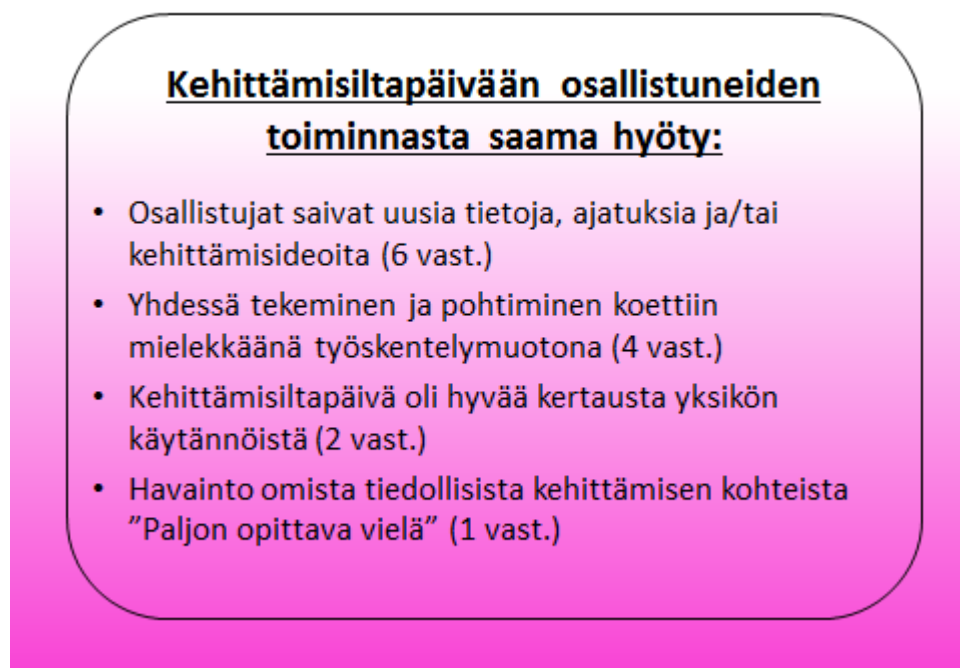 Kehittämisiltapäivään osallistuneiden
toiminnasta saama hyöty:
• Osallistujat saivat uusia tietoja, ajatuksia ja/tai
kehittämisideoita (6 vast.)
• Yhdessä tekeminen ja pohtiminen koettiin
mielekkäänä työskentelymuotona (4 vast.)
• Kehittämisiltapäivä oli hyvää kertausta yksikön
käytännöistä (2 vast.)
• Havainto omista tiedollisista kehittämisen kohteista
”Paljon opittava vielä” (1 vast.)